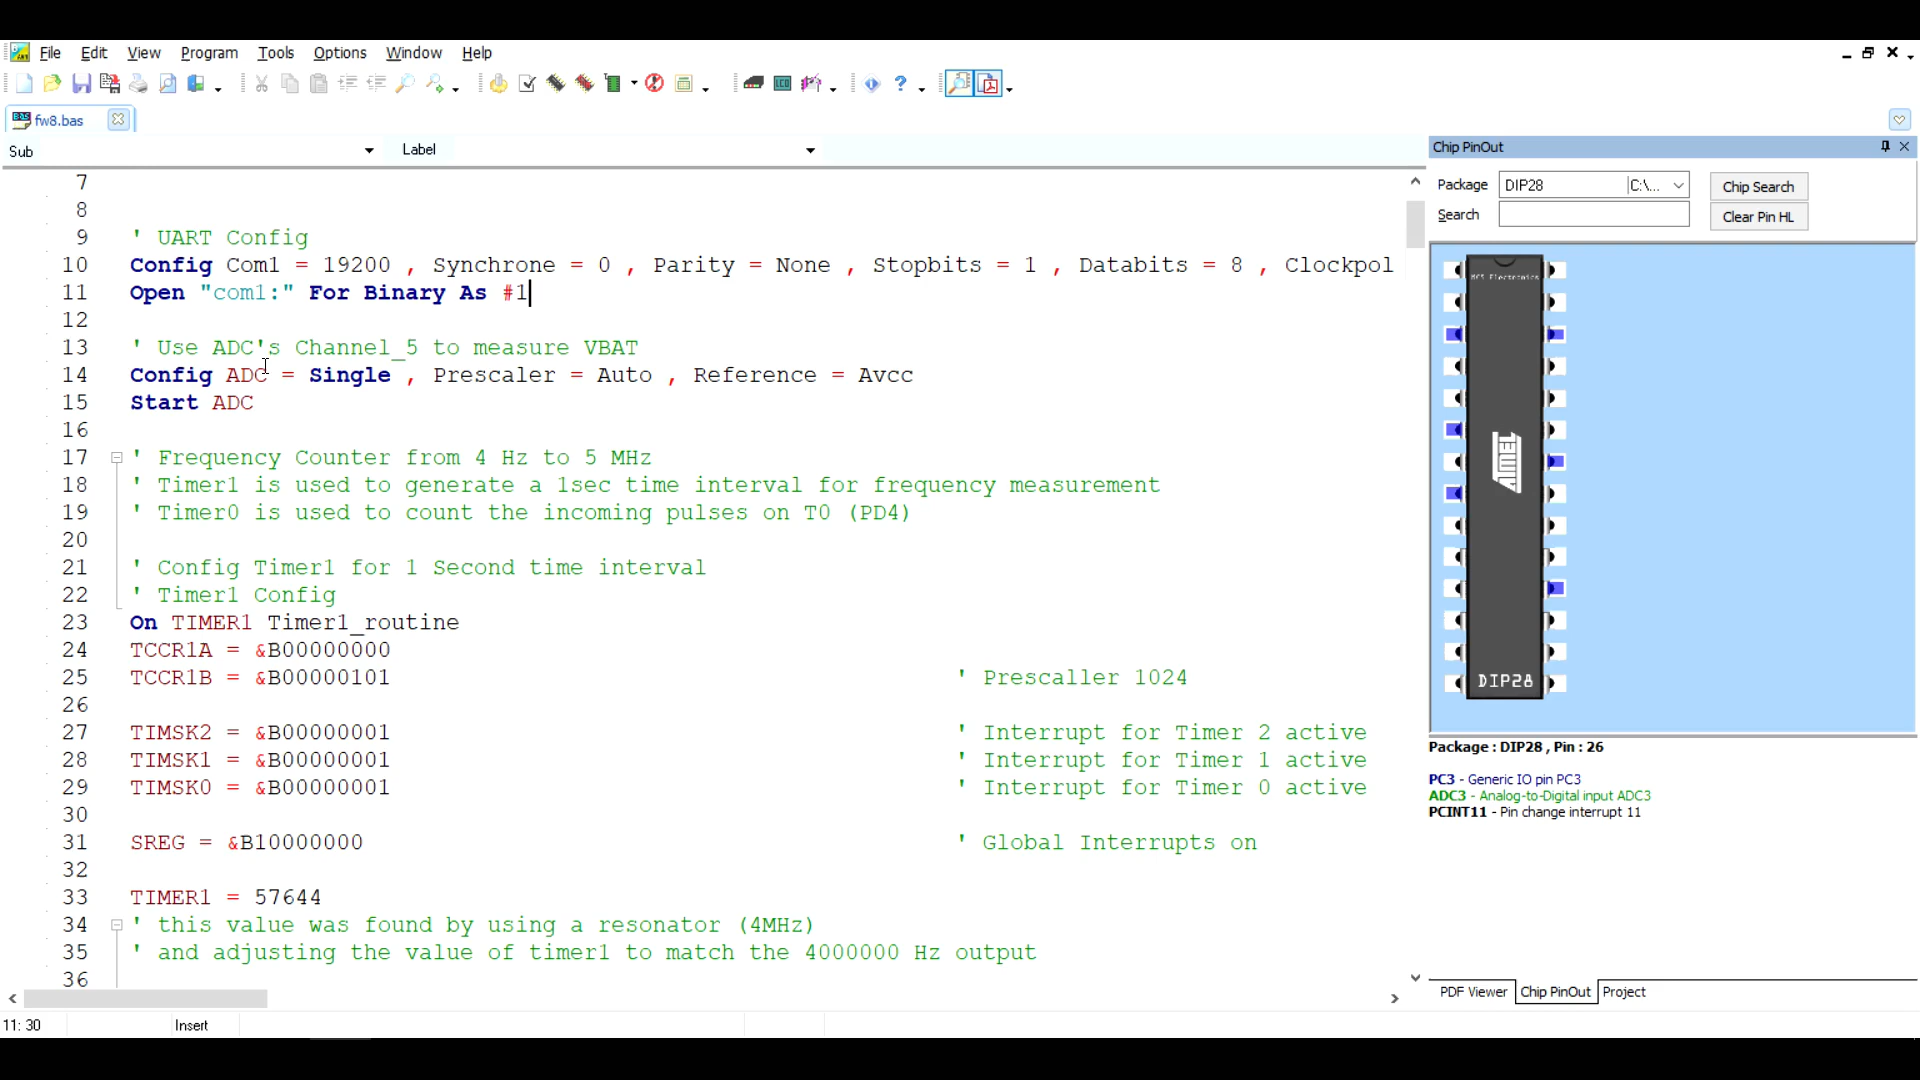 File Edit View Program Tools Options Window Help
fw8.bas
Sub Label
7
8
9 ' UART Config
10 Config Com1 = 19200 , Synchrone = 0 , Parity = None , Stopbits = 1 , Databits = 8 , Clockpol
11 Open "com1:" For Binary As #1
12
13 ' Use ADC's Channel_5 to measure VBAT
14 Config ADC = Single , Prescaler = Auto , Reference = Avcc
15 Start ADC
16
17 ' Frequency Counter from 4 Hz to 5 MHz
18 ' Timer1 is used to generate a 1sec time interval for frequency measurement
19 ' Timer0 is used to count the incoming pulses on T0 (PD4)
20
21 ' Config Timer1 for 1 Second time interval
22 ' Timer1 Config
23 On TIMER1 Timer1_routine
24 TCCR1A = &B00000000
25 TCCR1B = &B00000101 ' Prescaller 1024
26
27 TIMSK2 = &B00000001 ' Interrupt for Timer 2 active
28 TIMSK1 = &B00000001 ' Interrupt for Timer 1 active
29 TIMSK0 = &B00000001 ' Interrupt for Timer 0 active
30
31 SREG = &B10000000 ' Global Interrupts on
32
33 TIMER1 = 57644
34 ' this value was found by using a resonator (4MHz)
35 ' and adjusting the value of timer1 to match the 4000000 Hz output
36
11: 30 Insert
Chip PinOut
Package DIP28 C:\... Chip Search
Search Clear Pin HL
MCS Electronics
ATMEL
DIP28
Package : DIP28 , Pin : 26
PC3 - Generic IO pin PC3
ADC3 - Analog-to-Digital input ADC3
PCINT11 - Pin change interrupt 11
PDF Viewer Chip PinOut Project